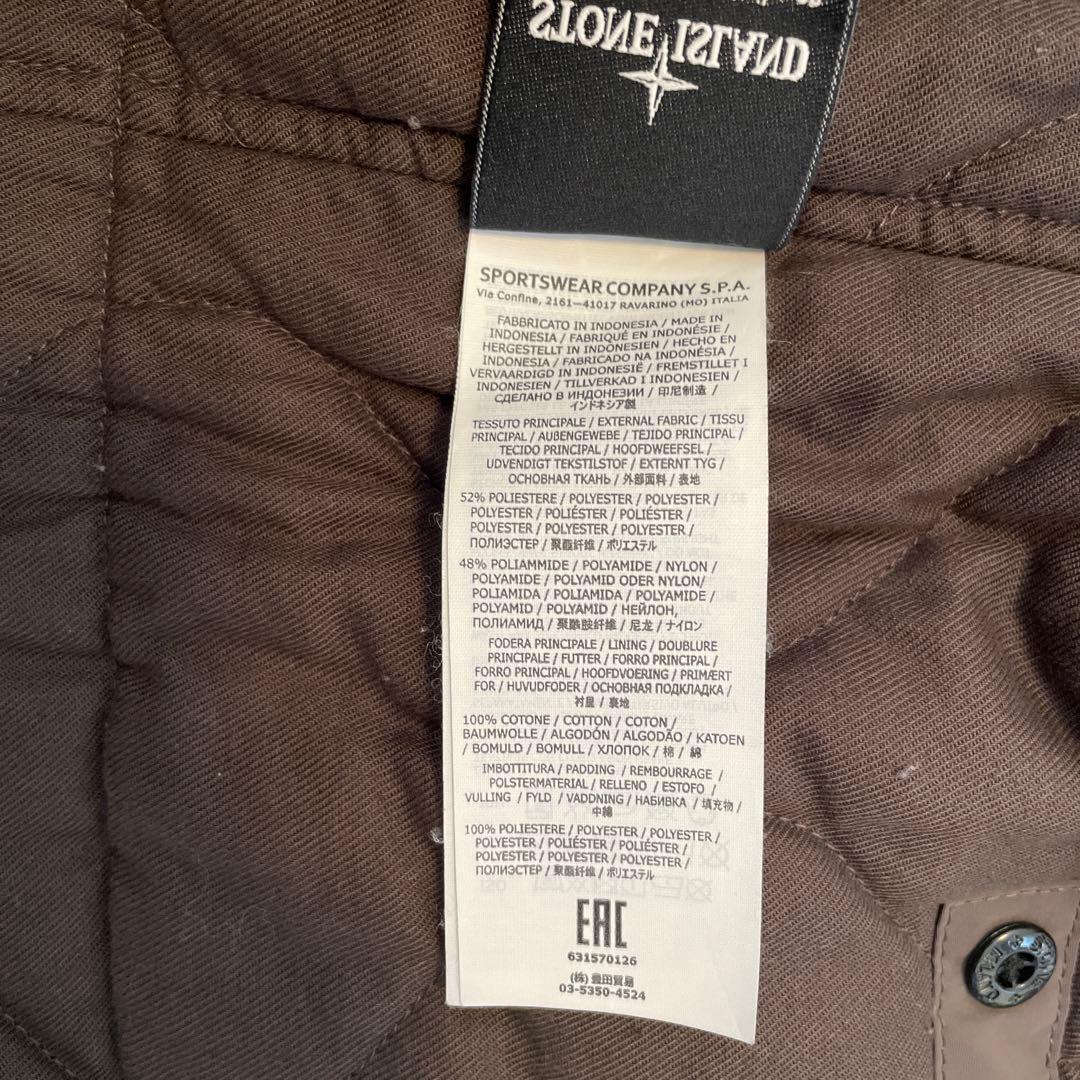 STONE ISLAND
SPORTSWEAR COMPANY S.P.A.
Via Confine, 2161—41017 RAVARINO (MO) ITALIA
FABBRICATO IN INDONESIA / MADE IN
INDONESIA / FABRIQUÉ EN INDONÉSIE /
HERGESTELLT IN INDONESIEN / HECHO EN
INDONESIA / FABRICADO NA INDONÉSIA /
VERVAARDIGD IN INDONESIË / FREMSTILLET I
INDONESIEN / TILLVERKAD I INDONESIEN /
СДЕЛАНО В ИНДОНЕЗИИ / 印尼制造 /
インドネシア製
TESSUTO PRINCIPALE / EXTERNAL FABRIC / TISSU
PRINCIPAL / AUßENGEWEBE / TEJIDO PRINCIPAL /
TECIDO PRINCIPAL / HOOFDWEEFSEL /
UDVENDIGT TEKSTILSTOF / EXTERNT TYG /
ОСНОВНАЯ ТКАНЬ / 外部面料 / 表地
52% POLIESTERE / POLYESTER / POLYESTER /
POLYESTER / POLIÉSTER / POLIÉSTER /
POLYESTER / POLYESTER / POLYESTER /
ПОЛИЭСТЕР / 聚酯纤维 / ポリエステル
48% POLIAMMIDE / POLYAMIDE / NYLON /
POLYAMIDE / POLYAMID ODER NYLON/
POLIAMIDA / POLIAMIDA / POLYAMIDE /
POLYAMID / POLYAMID / НЕЙЛОН,
ПОЛИАМИД / 聚酰胺纤维 / 尼龙 / ナイロン
FODERA PRINCIPALE / LINING / DOUBLURE
PRINCIPALE / FUTTER / FORRO PRINCIPAL /
FORRO PRINCIPAL / HOOFDVOERING / PRIMÆRT
FOR / HUVUDFODER / ОСНОВНАЯ ПОДКЛАДКА /
衬里 / 裏地
100% COTONE / COTTON / COTON /
BAUMWOLLE / ALGODÓN / ALGODÃO / KATOEN
/ BOMULD / BOMULL / ХЛОПОК / 棉 / 綿
IMBOTTITURA / PADDING / REMBOURRAGE /
POLSTERMATERIAL / RELLENO / ESTOFO /
VULLING / FYLD / VADDNING / НАБИВКА / 填充物 /
中綿
100% POLIESTERE / POLYESTER / POLYESTER /
POLYESTER / POLIÉSTER / POLIÉSTER /
POLYESTER / POLYESTER / POLYESTER /
ПОЛИЭСТЕР / 聚酯纤维 / ポリエステル
EAC
631570126
(株) 豊田貿易
03-5350-4524
STONE ISLAND